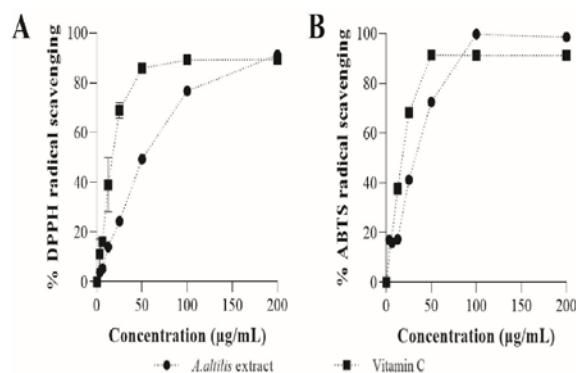 A
% DPPH radical scavenging
100
80
60
40
20
0
0
50
100
150
200
Concentration (µg/mL)
B
% ABTS radical scavenging
100
80
60
40
20
0
0
50
100
150
200
Concentration (µg/mL)
A.altilis extract
Vitamin C